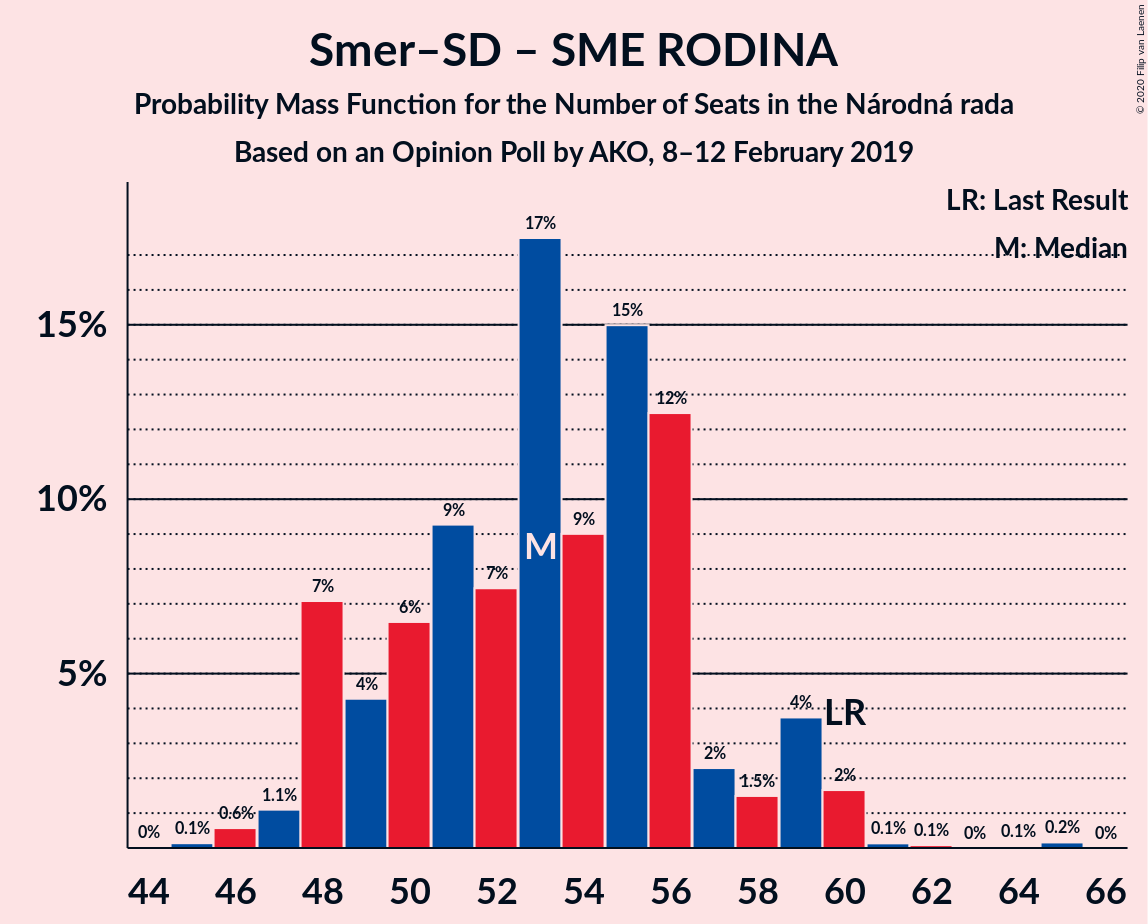 Smer–SD – SME RODINA
Probability Mass Function for the Number of Seats in the Národná rada
Based on an Opinion Poll by AKO, 8–12 February 2019
© 2020 Filip van Laenen
LR: Last Result
M: Median
15%
10%
5%
0%
0.1%
0.6%
1.1%
7%
4%
6%
9%
7%
17%
9%
15%
12%
2%
1.5%
4%
2%
0.1%
0.1%
0%
0.1%
0.2%
0%
M
LR
44 46 48 50 52 54 56 58 60 62 64 66